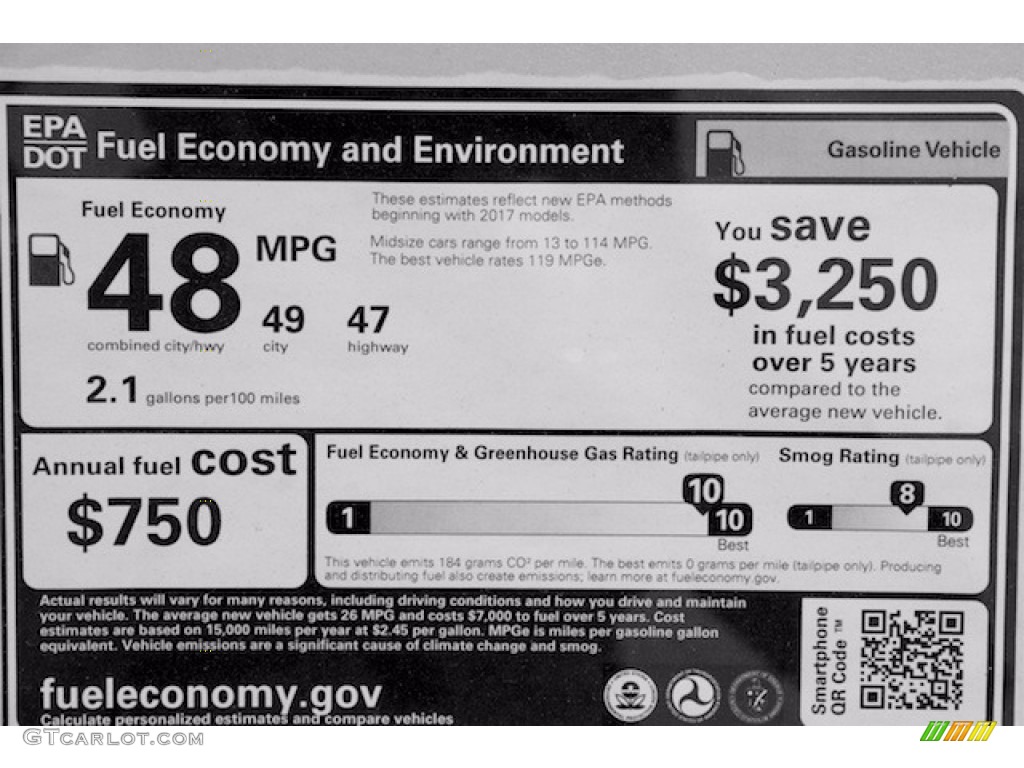 EPA
DOT
Fuel Economy and Environment
Gasoline Vehicle
Fuel Economy
48 MPG
combined city/hwy
49
city
47
highway
2.1 gallons per100 miles
These estimates reflect new EPA methods
beginning with 2017 models.
Midsize cars range from 13 to 114 MPG.
The best vehicle rates 119 MPGe.
You save
$3,250
in fuel costs
over 5 years
compared to the
average new vehicle.
Annual fuel cost
$750
Fuel Economy & Greenhouse Gas Rating (tailpipe only)
10
1
10
Best
Smog Rating (tailpipe only)
8
1
10
Best
This vehicle emits 184 grams CO² per mile. The best emits 0 grams per mile (tailpipe only). Producing
and distributing fuel also create emissions; learn more at fueleconomy.gov.
Actual results will vary for many reasons, including driving conditions and how you drive and maintain
your vehicle. The average new vehicle gets 26 MPG and costs $7,000 to fuel over 5 years. Cost
estimates are based on 15,000 miles per year at $2.45 per gallon. MPGe is miles per gasoline gallon
equivalent. Vehicle emissions are a significant cause of climate change and smog.
fueleconomy.gov
Calculate personalized estimates and compare vehicles
Smartphone
QR Code ™
GTcarlot.com